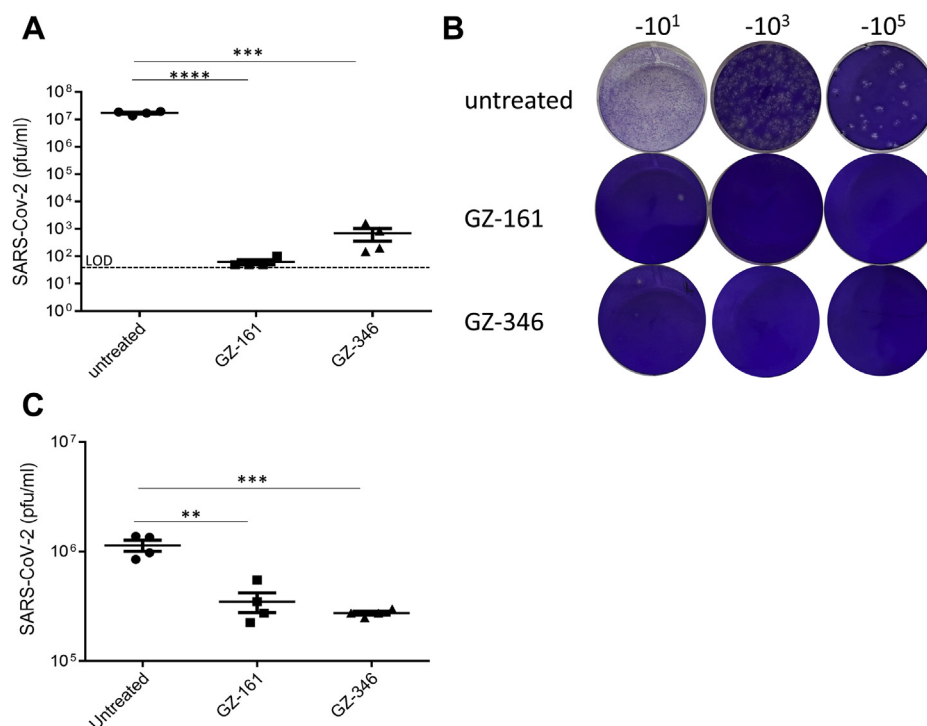 A
***
****
SARS-Cov-2 (pfu/ml)
10⁸
10⁷
10⁶
10⁵
10⁴
10³
10²
10¹
10⁰
LOD
untreated
GZ-161
GZ-346
B
-10¹ -10³ -10⁵
untreated
GZ-161
GZ-346
C
***
**
SARS-CoV-2 (pfu/ml)
10⁷
10⁶
10⁵
Untreated
GZ-161
GZ-346